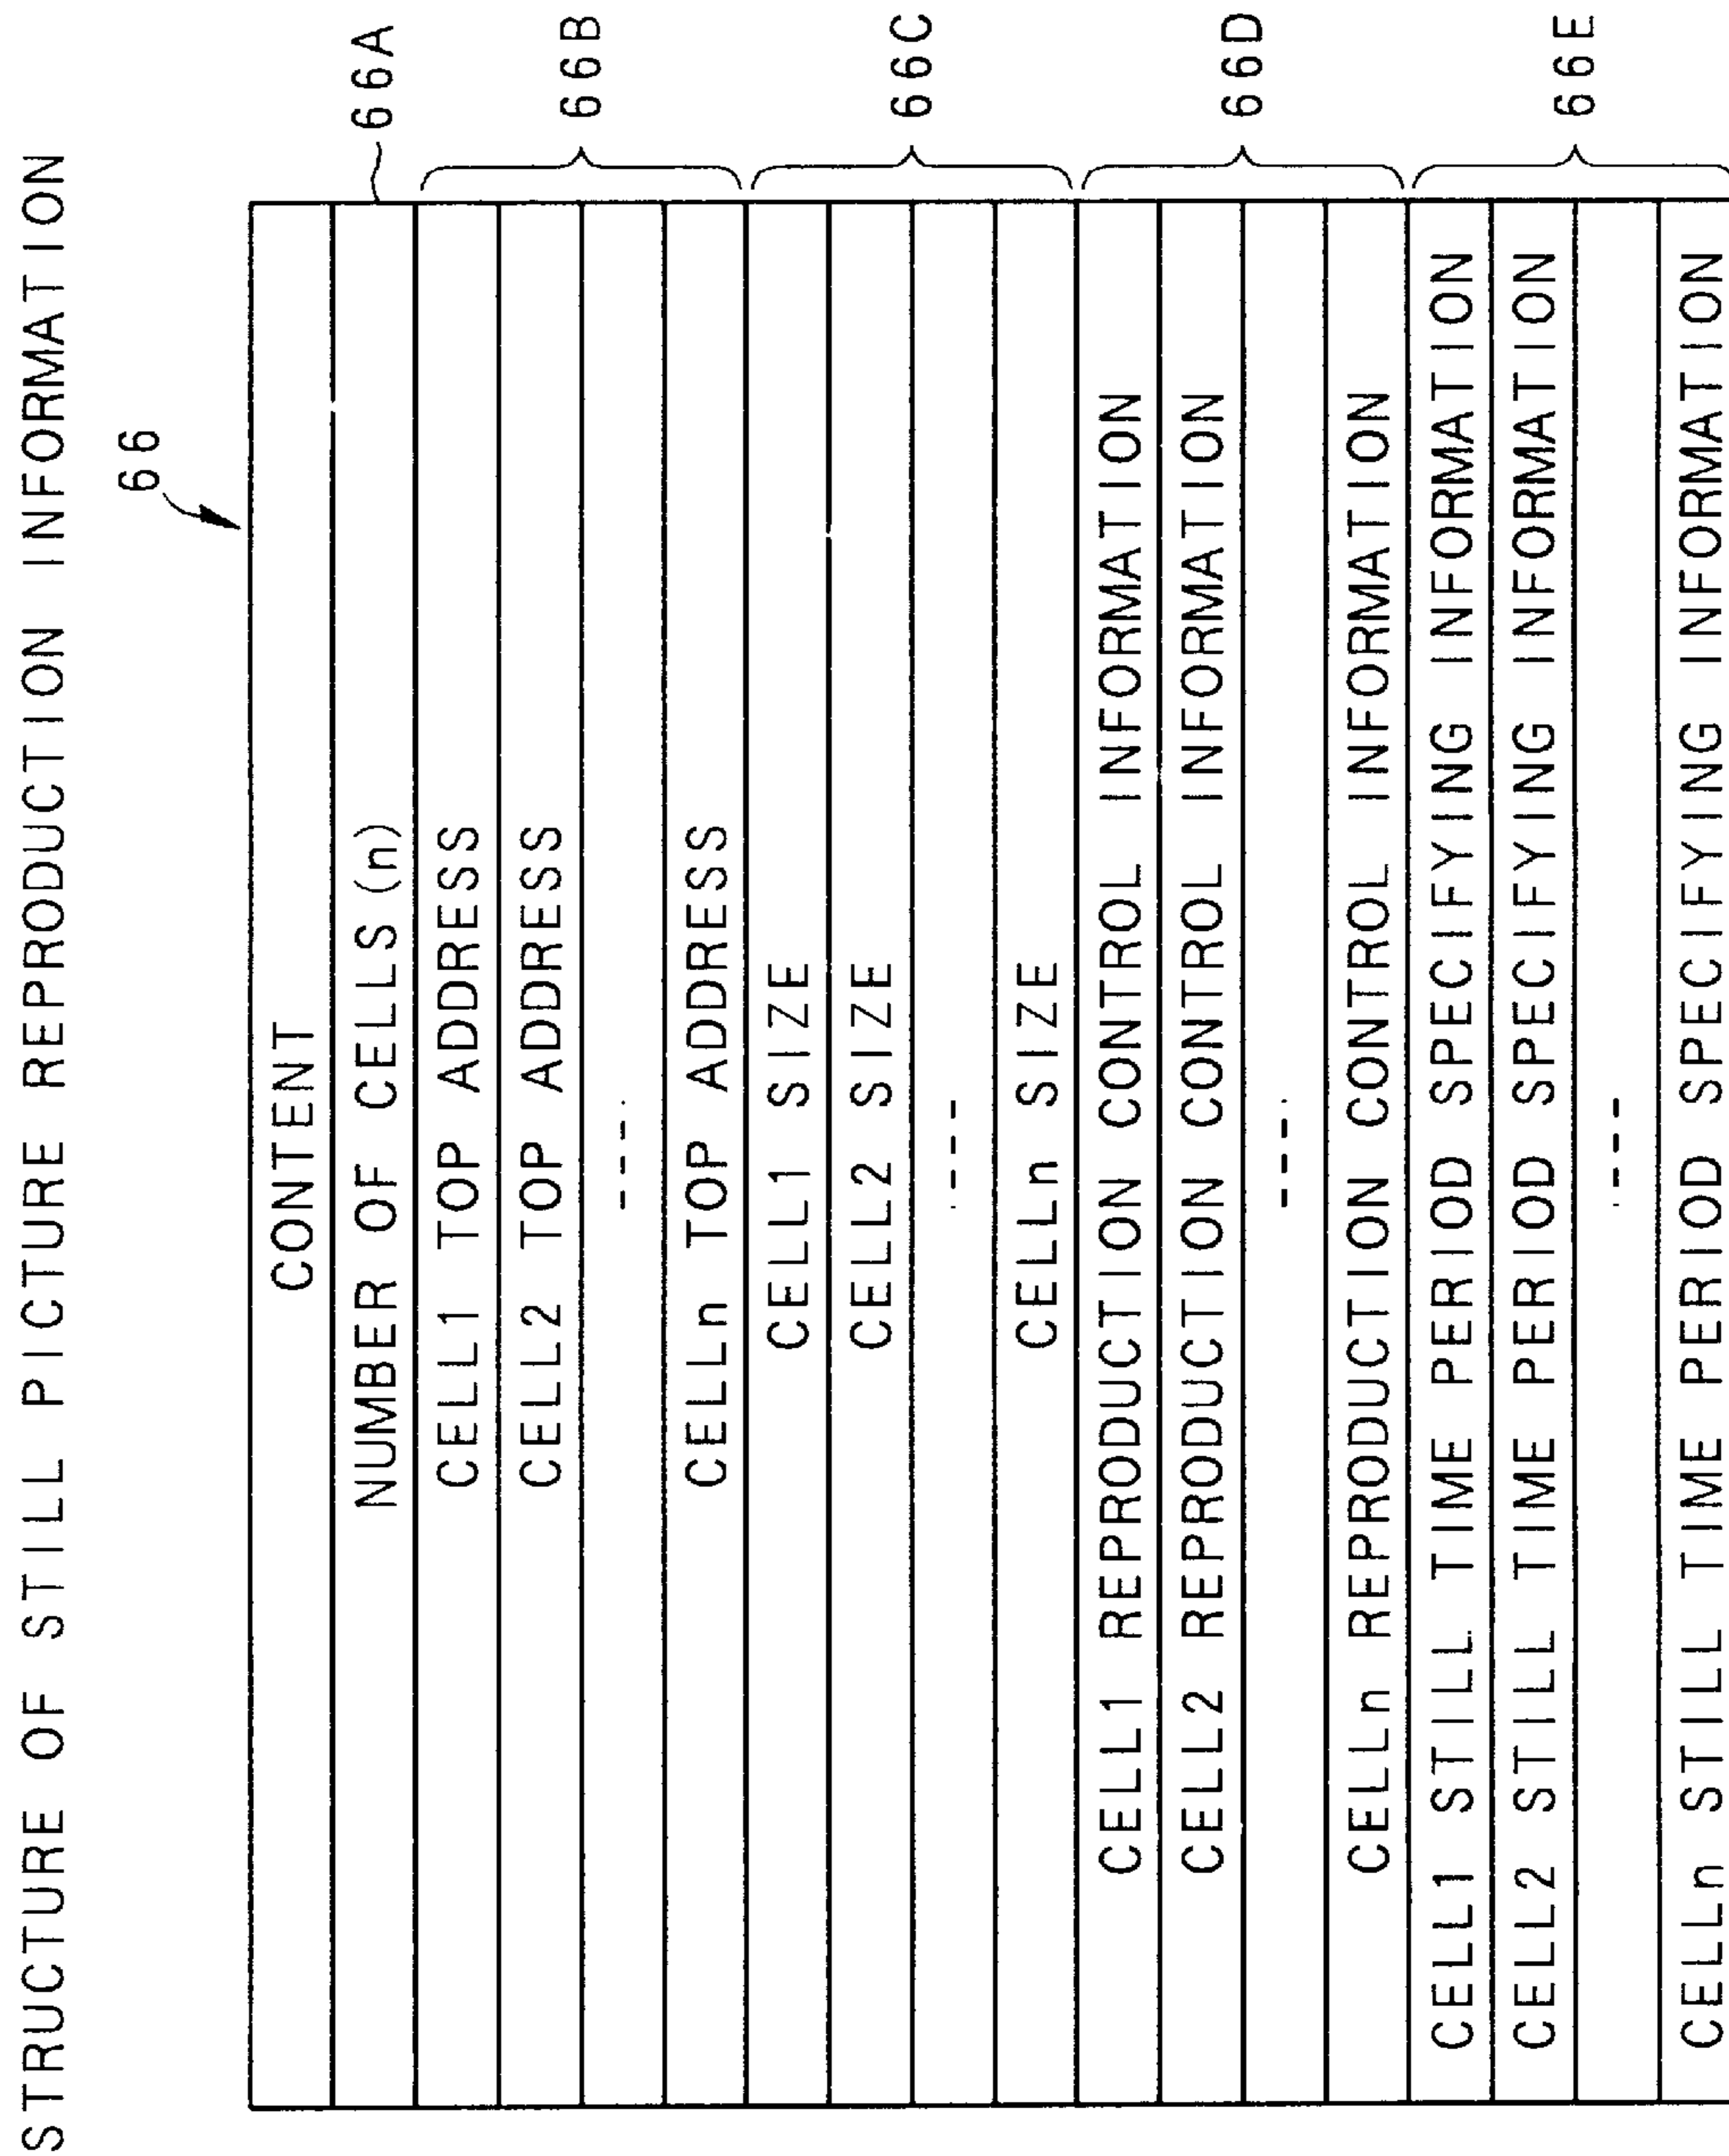 STRUCTURE OF STILL PICTURE REPRODUCTION INFORMATION
66
CONTENT
NUMBER OF CELLS (n)
66A
CELL1 TOP ADDRESS
CELL2 TOP ADDRESS
----
CELLn TOP ADDRESS
66B
CELL1 SIZE
CELL2 SIZE
----
CELLn SIZE
66C
CELL1 REPRODUCTION CONTROL INFORMATION
CELL2 REPRODUCTION CONTROL INFORMATION
----
CELLn REPRODUCTION CONTROL INFORMATION
66D
CELL1 STILL TIME PERIOD SPECIFYING INFORMATION
CELL2 STILL TIME PERIOD SPECIFYING INFORMATION
----
CELLn STILL TIME PERIOD SPECIFYING INFORMATION
66E